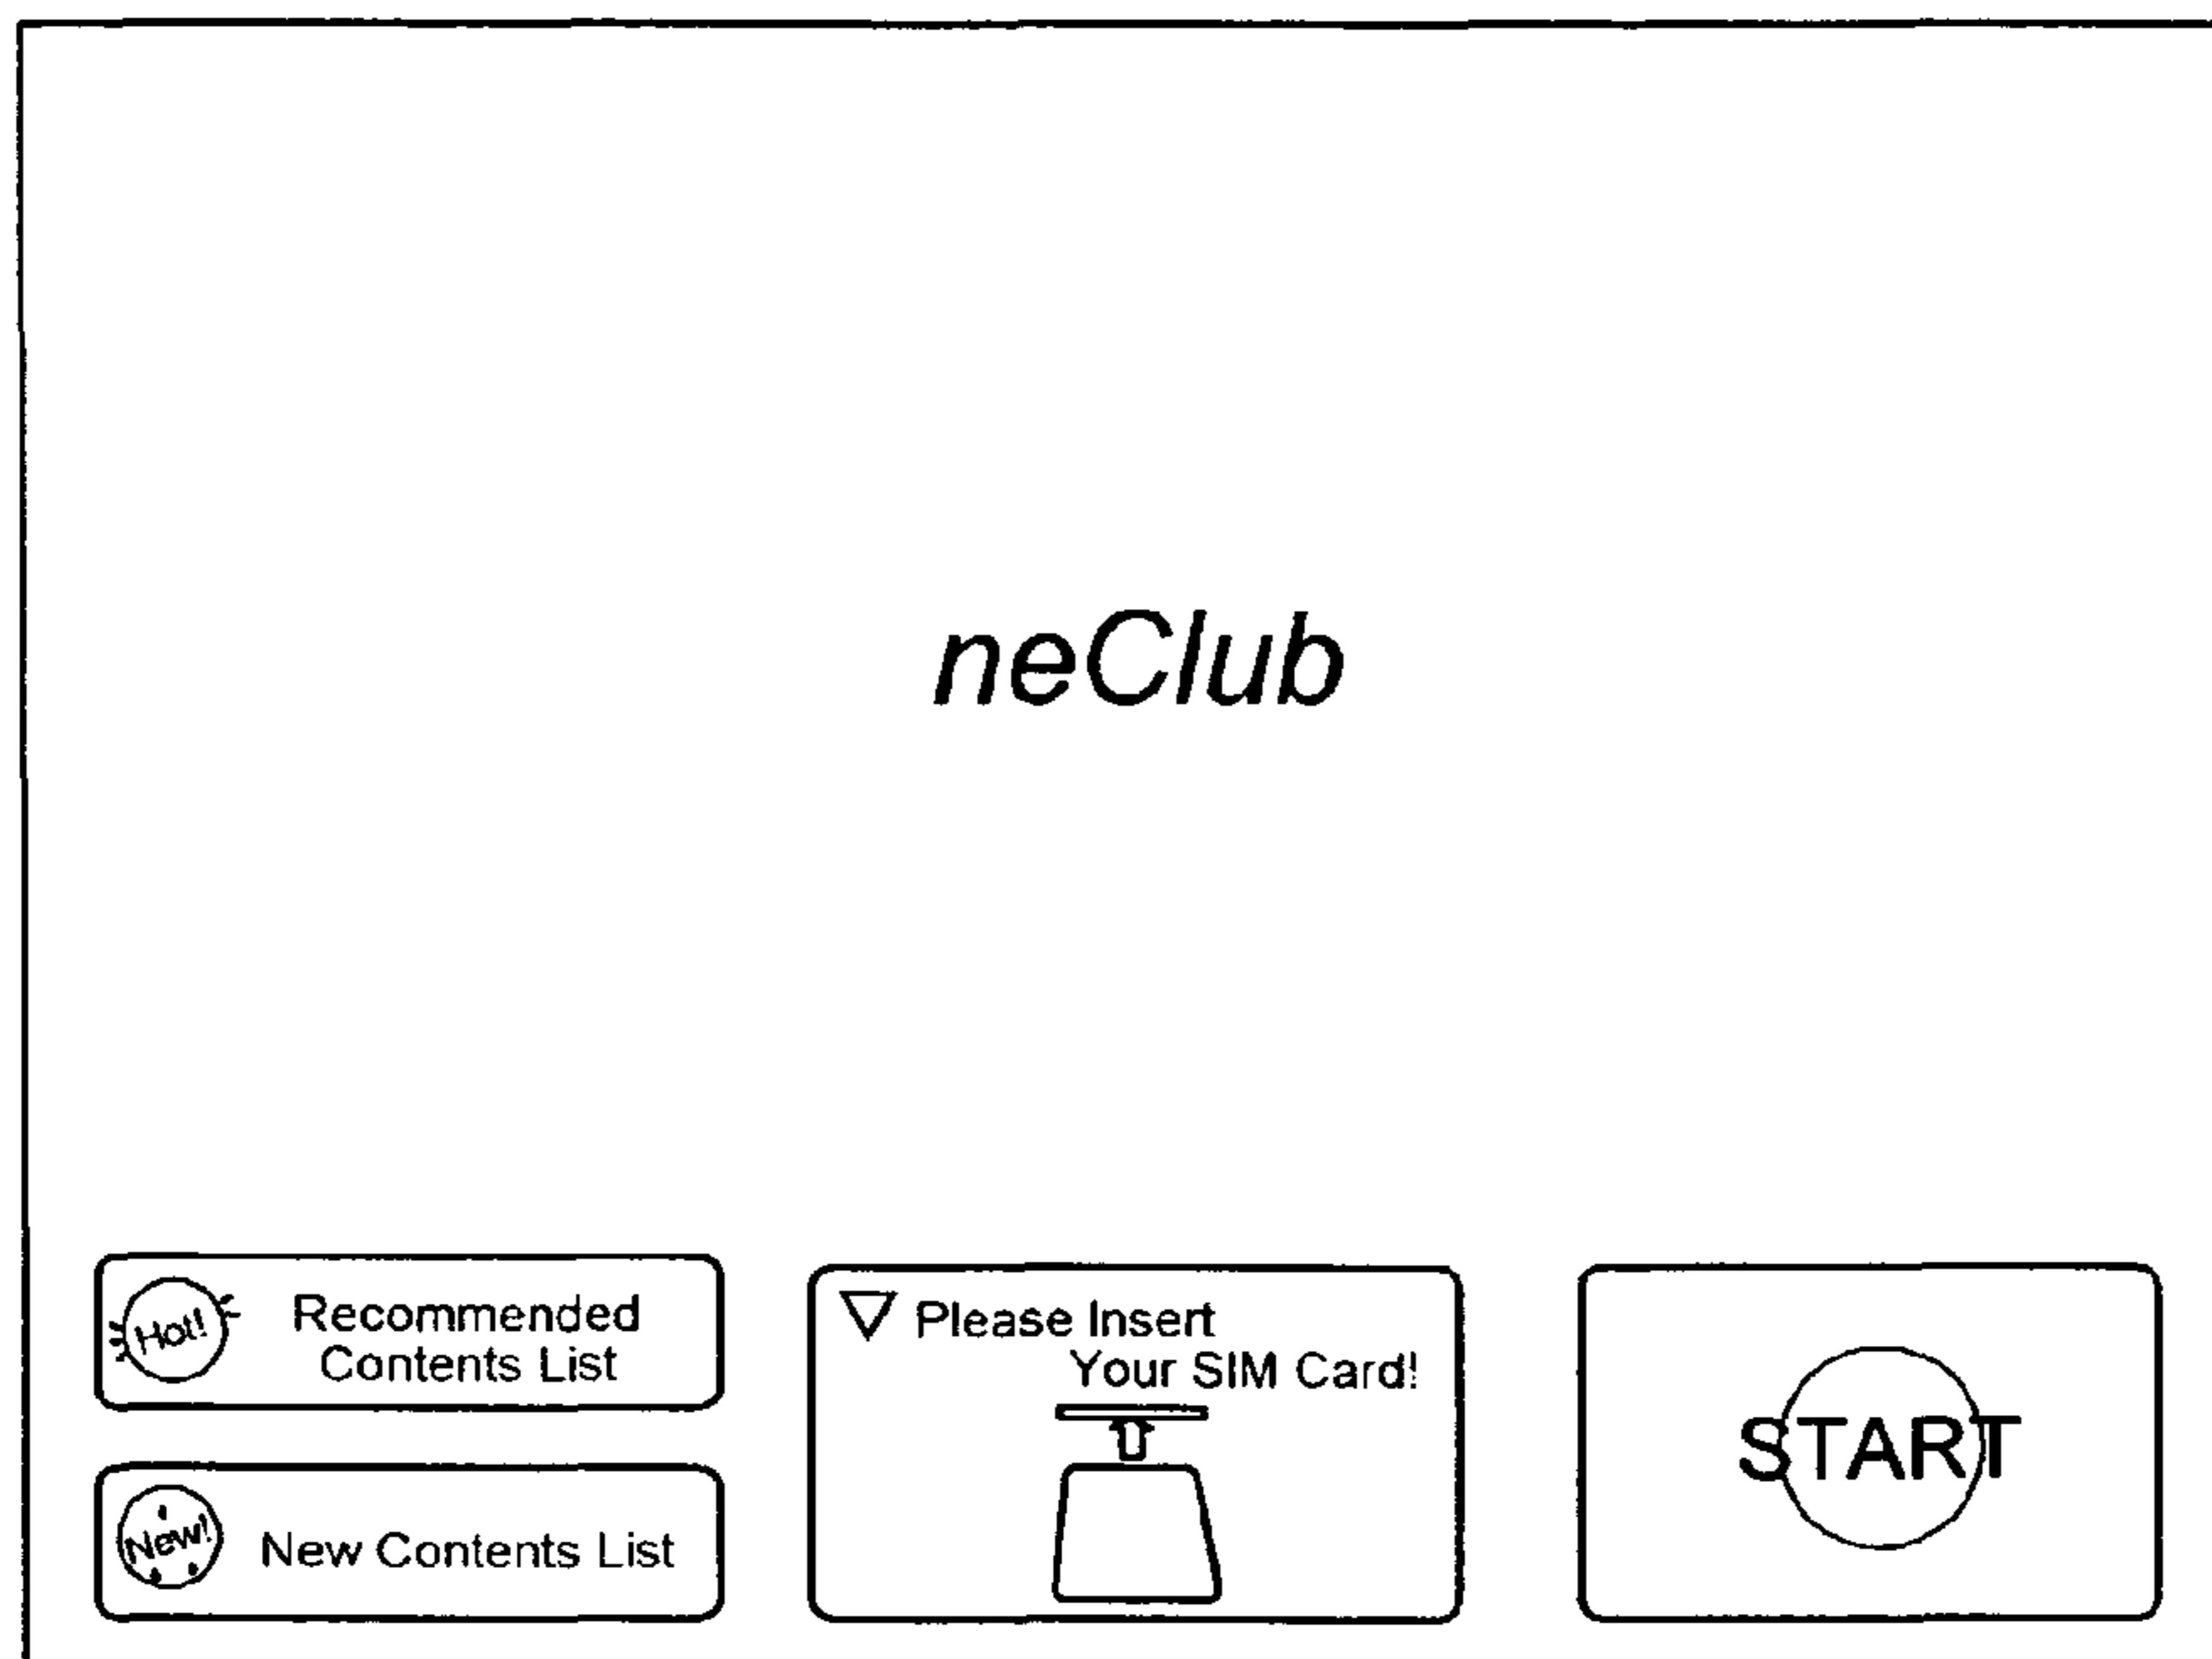 neClub
Hot!
Recommended
Contents List
New!
New Contents List
Please Insert
Your SIM Card!
START